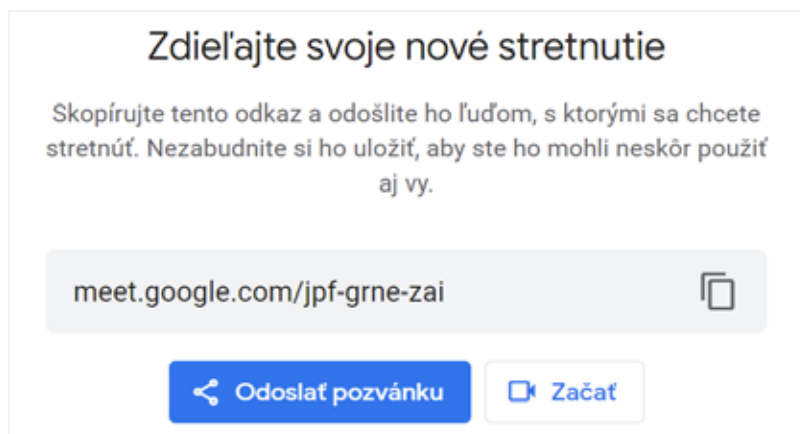 Zdieľajte svoje nové stretnutie
Skopírujte tento odkaz a odošlite ho ľuďom, s ktorými sa chcete
stretnúť. Nezabudnite si ho uložiť, aby ste ho mohli neskôr použiť
aj vy.
meet.google.com/jpf-grne-zai
Odoslať pozvánku
Začať